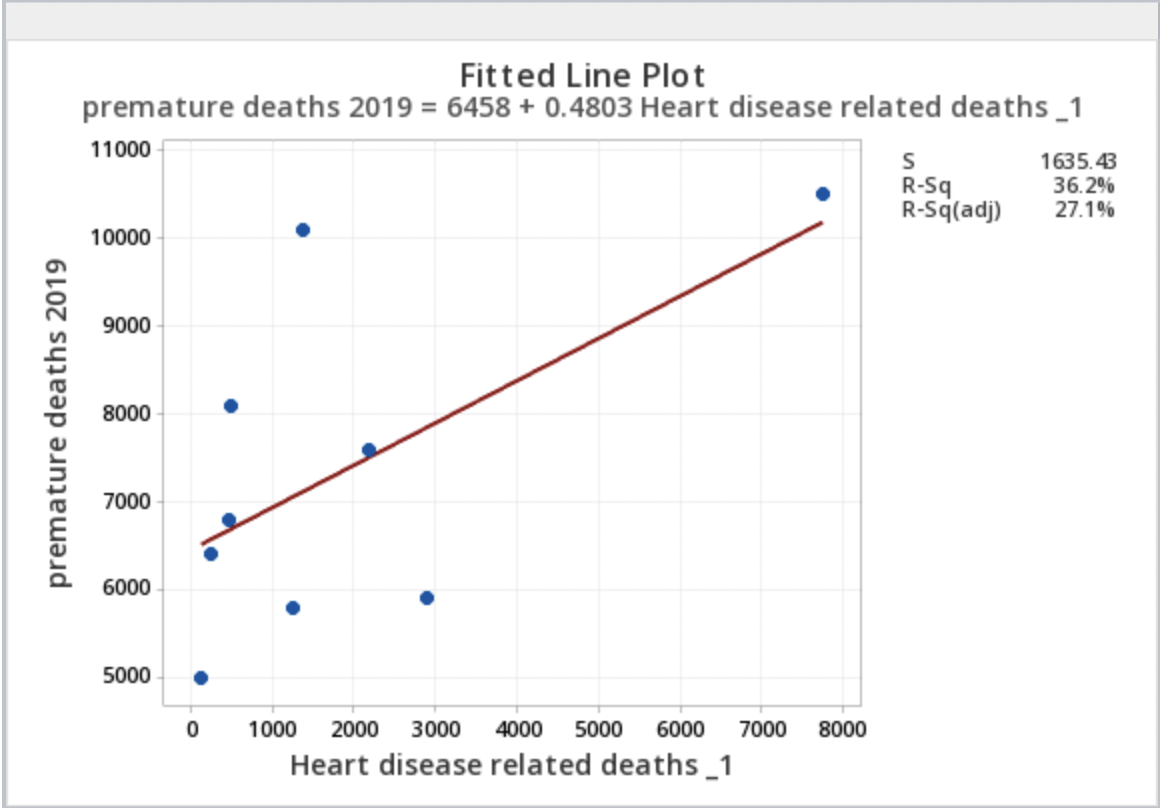 Fitted Line Plot
premature deaths 2019 = 6458 + 0.4803 Heart disease related deaths _1
S 1635.43
R-Sq 36.2%
R-Sq(adj) 27.1%
premature deaths 2019
11000
10000
9000
8000
7000
6000
5000
0 1000 2000 3000 4000 5000 6000 7000 8000
Heart disease related deaths _1